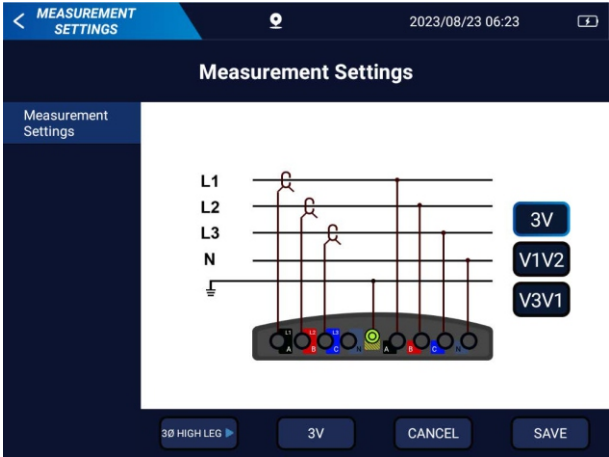 MEASUREMENT
SETTINGS
2023/08/23 06:23
Measurement Settings
Measurement
Settings
L1
L2
L3
N
3V
V1V2
V3V1
L1 L2 L3
A B C N A B C N
3Ø HIGH LEG
3V
CANCEL
SAVE